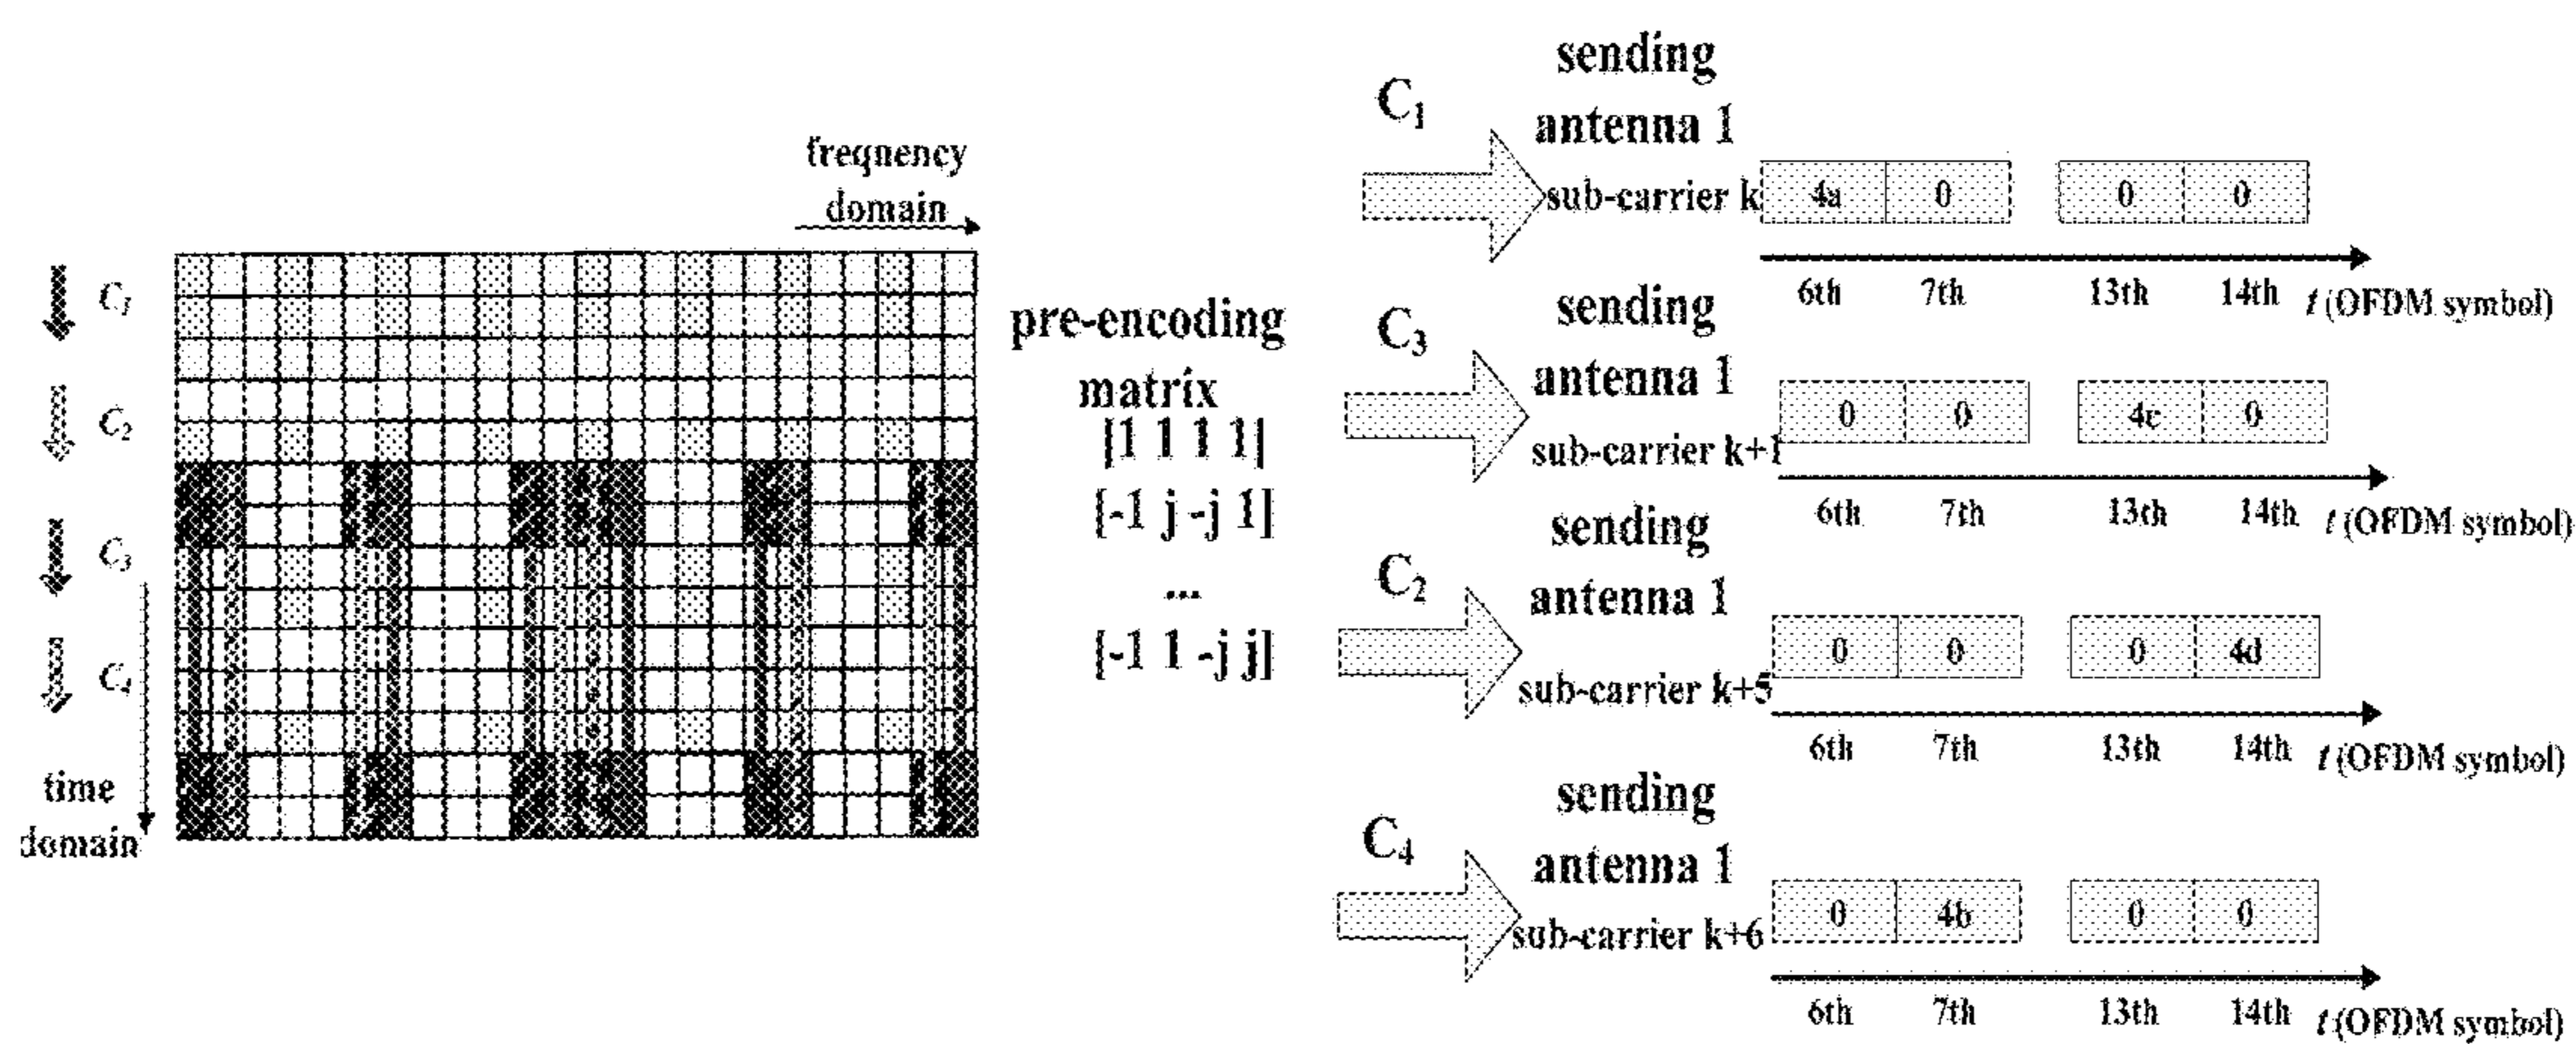 freqnency
domain
C1
C2
C3
C4
time
domain
pre-encoding
matrix
[1 1 1 1]
[-1 j -j 1]
...
[-1 1 -j j]
C1
sending
antenna 1
sub-carrier k
4a 0 0 0
6th 7th 13th 14th t (OFDM symbol)
C3
sending
antenna 1
sub-carrier k+1
0 0 4c 0
6th 7th 13th 14th t (OFDM symbol)
C2
sending
antenna 1
sub-carrier k+5
0 0 0 4d
6th 7th 13th 14th t (OFDM symbol)
C4
sending
antenna 1
sub-carrier k+6
0 4b 0 0
6th 7th 13th 14th t (OFDM symbol)